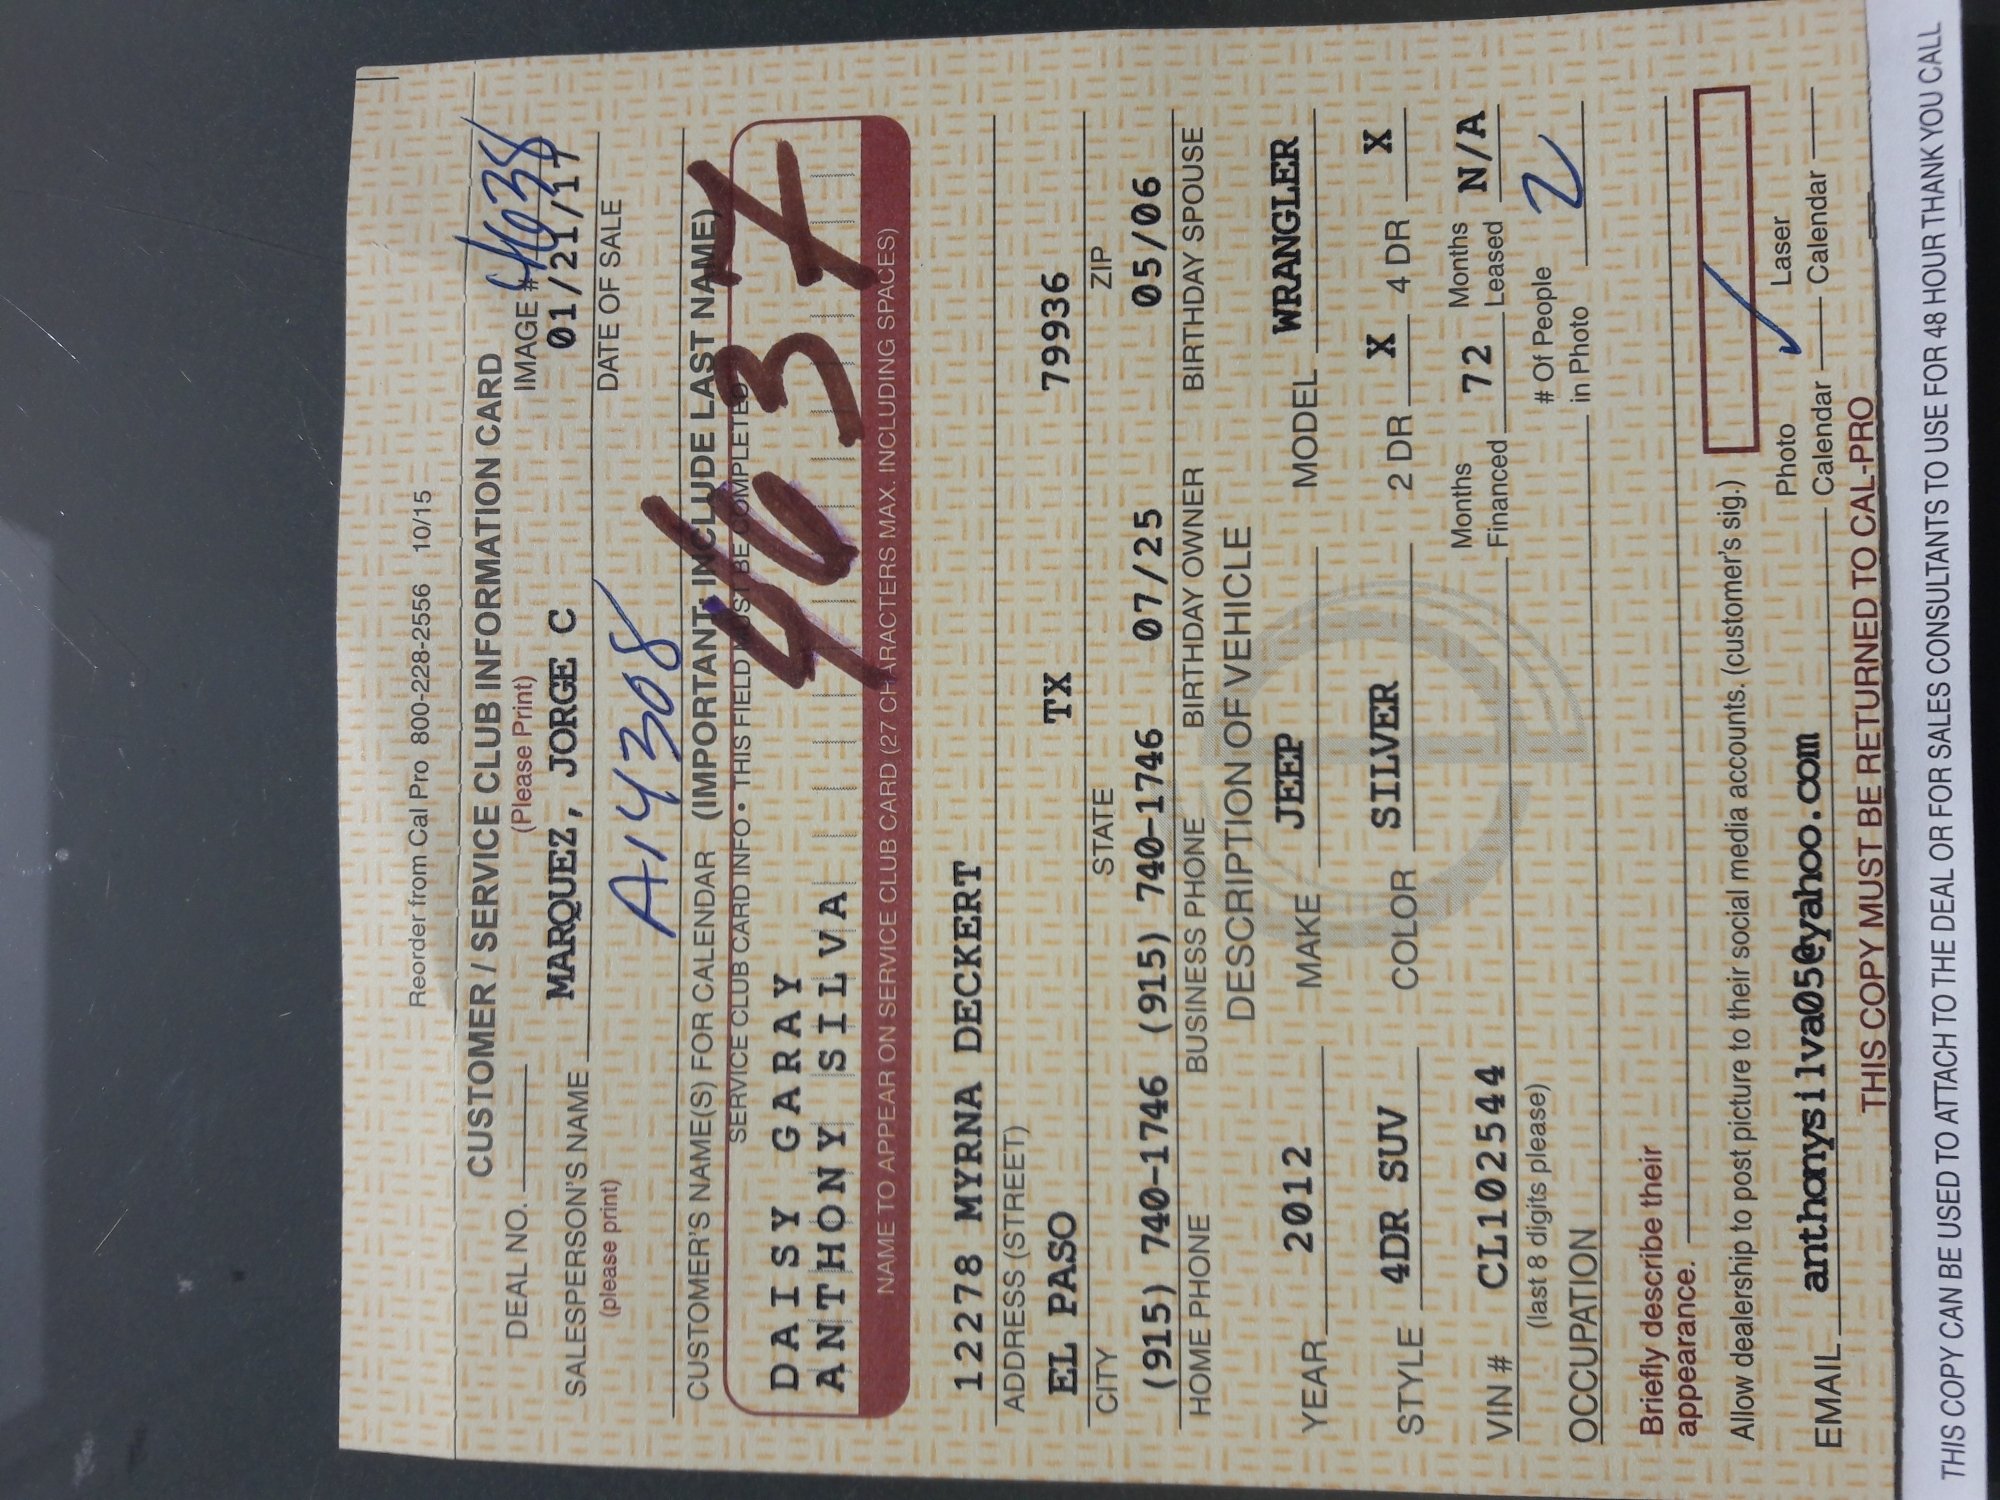 Reorder from Cal Pro 800-228-2556 10/15
CUSTOMER / SERVICE CLUB INFORMATION CARD
(Please Print)
DEAL NO. IMAGE # 4638
MARQUEZ, JORGE C 01/21/17
SALESPERSON'S NAME DATE OF SALE
(please print)
A14308
CUSTOMER'S NAME(S) FOR CALENDAR (IMPORTANT: INCLUDE LAST NAME)
SERVICE CLUB CARD INFO • THIS FIELD MUST BE COMPLETED
4637
DAISY GARAY
ANTHONY SILVA
NAME TO APPEAR ON SERVICE CLUB CARD (27 CHARACTERS MAX. INCLUDING SPACES)
12278 MYRNA DECKERT
ADDRESS (STREET)
EL PASO TX 79936
CITY STATE ZIP
(915) 740-1746 (915) 740-1746 07/25 05/06
HOME PHONE BUSINESS PHONE BIRTHDAY OWNER BIRTHDAY SPOUSE
DESCRIPTION OF VEHICLE
YEAR 2012 MAKE JEEP MODEL WRANGLER
STYLE 4DR SUV COLOR SILVER 2 DR X 4 DR X
VIN # CL102544 Months Financed 72 Months Leased N/A
(last 8 digits please)
OCCUPATION # Of People in Photo 2
Briefly describe their
appearance.
Allow dealership to post picture to their social media accounts. (customer's sig.)
EMAIL anthonysilva05@yahoo.com Photo Calendar ✓ Laser Calendar
THIS COPY MUST BE RETURNED TO CAL-PRO
THIS COPY CAN BE USED TO ATTACH TO THE DEAL OR FOR SALES CONSULTANTS TO USE FOR 48 HOUR THANK YOU CALL